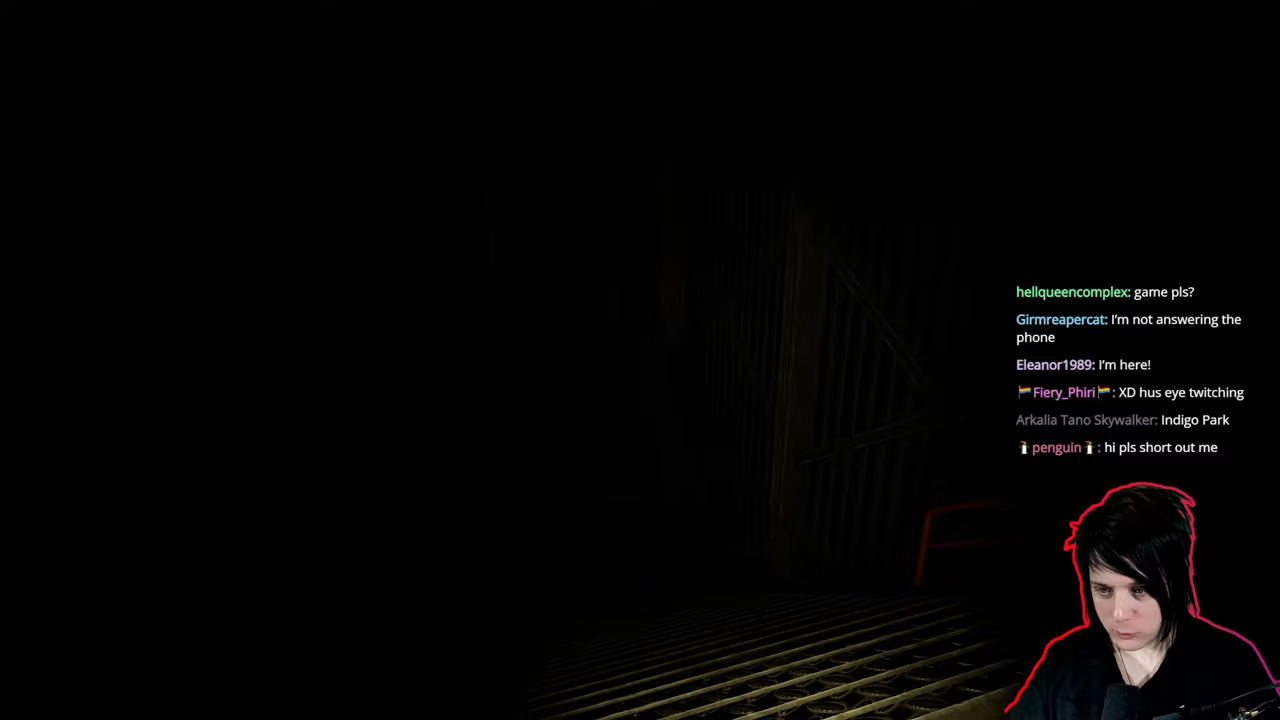 hellqueencomplex: game pls?
Girmreapercat: I'm not answering the
phone
Eleanor1989: I'm here!
🏳️‍🌈Fiery_Phiri🏳️‍🌈: XD hus eye twitching
Arkalia Tano Skywalker: Indigo Park
🐧penguin🐧: hi pls short out me